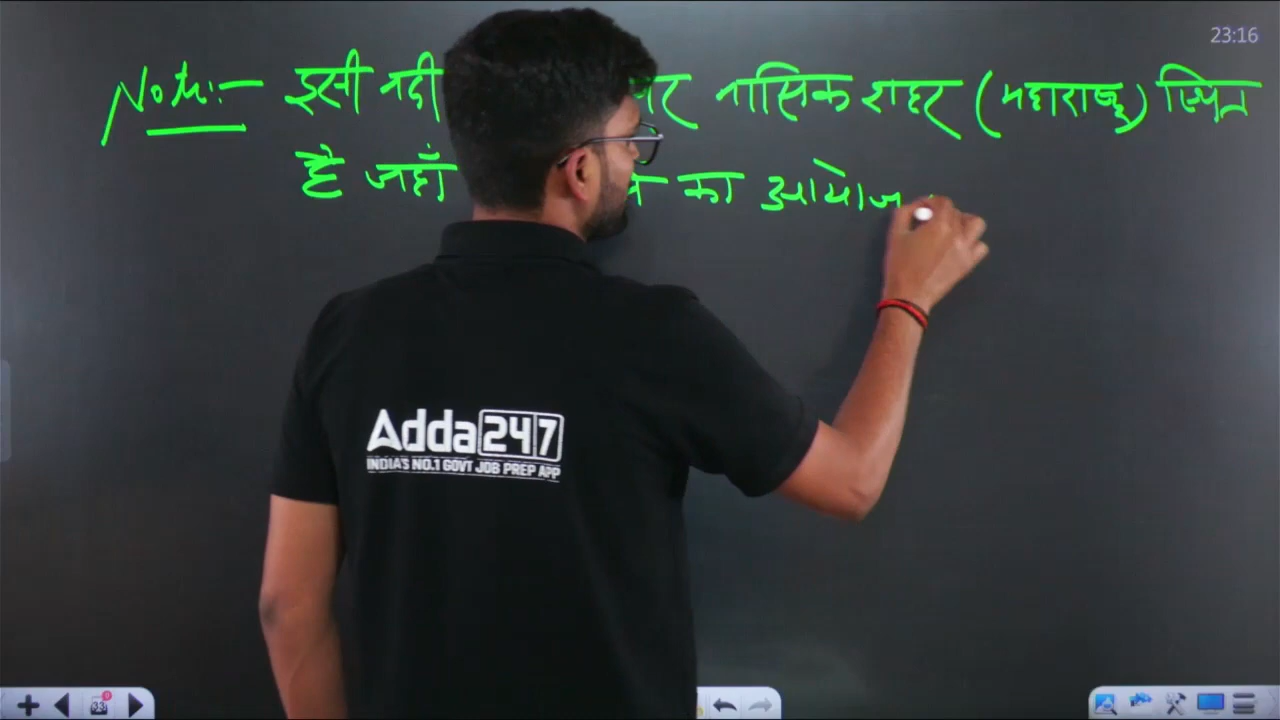 23:16
Note:- इसी नदी पर नासिक शहर (महाराष्ट्र) स्थित
है जहाँ का आयोज
Adda247
INDIA'S NO.1 GOVT JOB PREP APP